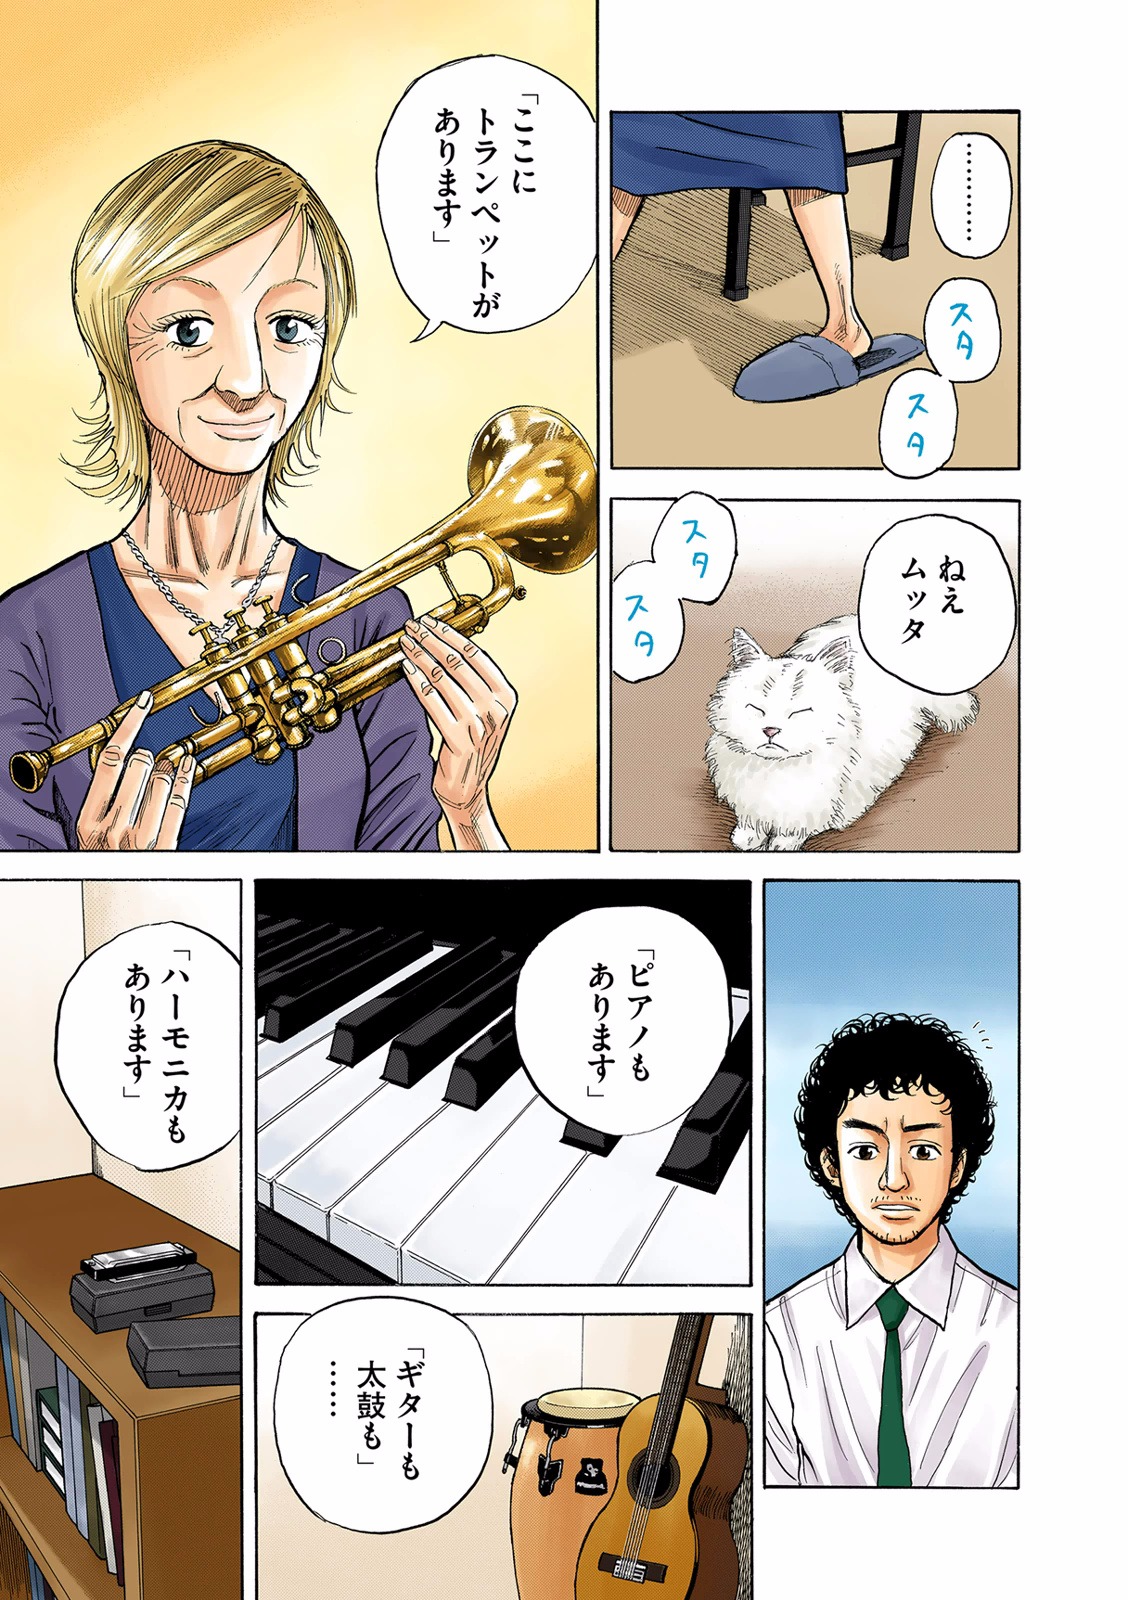 …………
スタ
スタ
スタ
スタ
ねえ
ムッタ
「ここに
トランペットが
あります」
「ピアノも
あります」
「ギターも
太鼓も」
……
「ハーモニカも
あります」